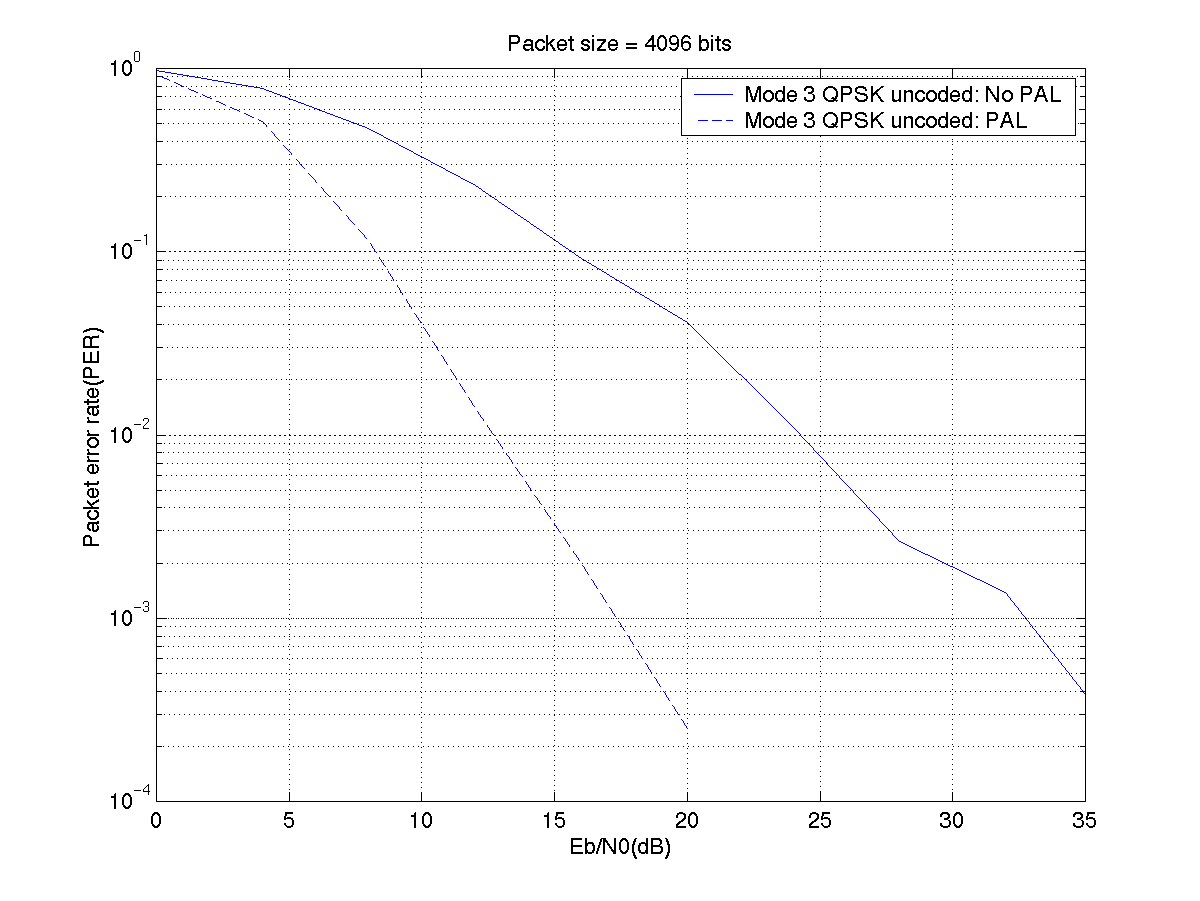 Packet size = 4096 bits
Mode 3 QPSK uncoded: No PAL
Mode 3 QPSK uncoded: PAL
10^0
10^-1
10^-2
10^-3
10^-4
Packet error rate(PER)
0 5 10 15 20 25 30 35
Eb/N0(dB)